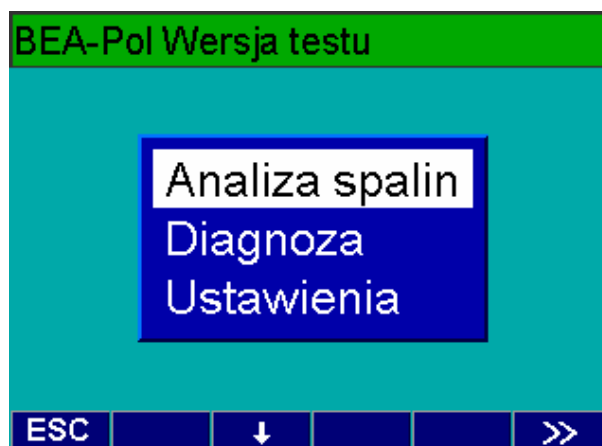 BEA-Pol Wersja testu
Analiza spalin
Diagnoza
Ustawienia
ESC ↓ >>